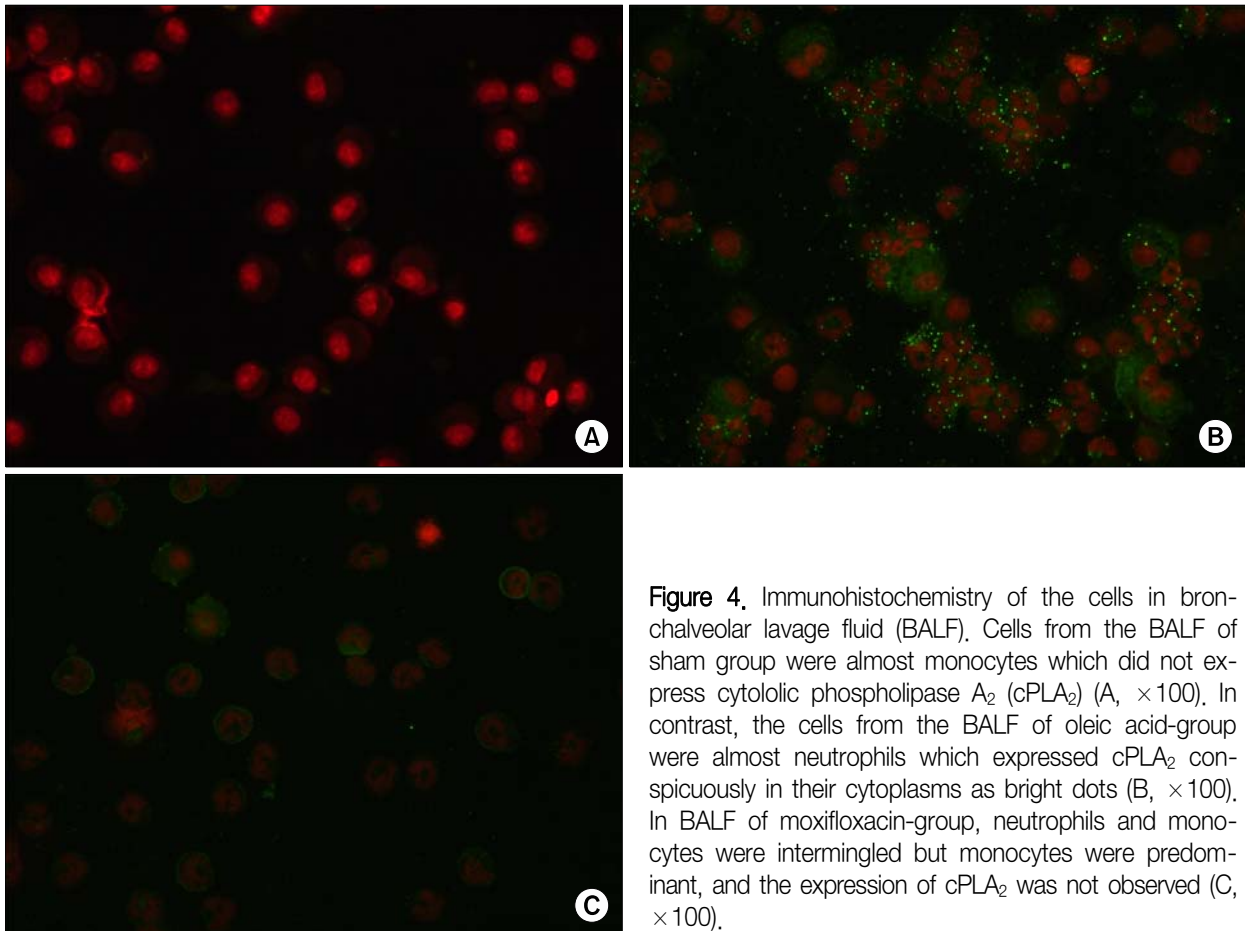 A
B
C
Figure 4. Immunohistochemistry of the cells in bron-
chalveolar lavage fluid (BALF). Cells from the BALF of
sham group were almost monocytes which did not ex-
press cytololic phospholipase A₂ (cPLA₂) (A, ×100). In
contrast, the cells from the BALF of oleic acid-group
were almost neutrophils which expressed cPLA₂ con-
spicuously in their cytoplasms as bright dots (B, ×100).
In BALF of moxifloxacin-group, neutrophils and mono-
cytes were intermingled but monocytes were predom-
inant, and the expression of cPLA₂ was not observed (C,
×100).